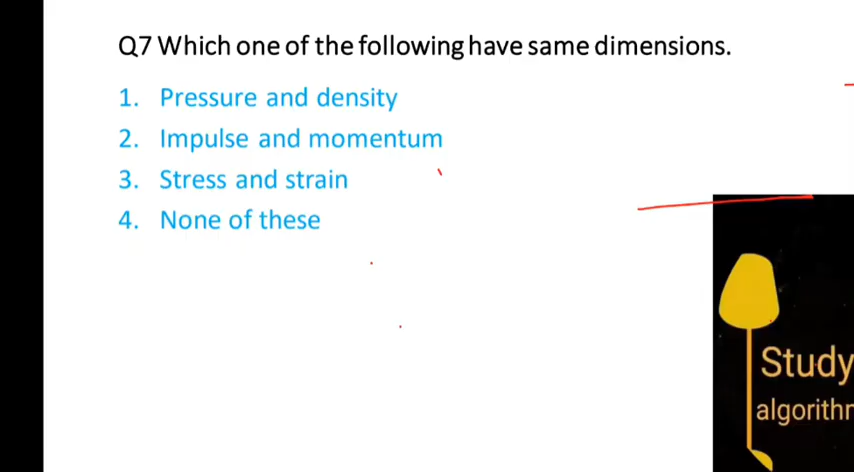 Q7 Which one of the following have same dimensions.
1. Pressure and density
2. Impulse and momentum
3. Stress and strain
4. None of these
Study
algorithm